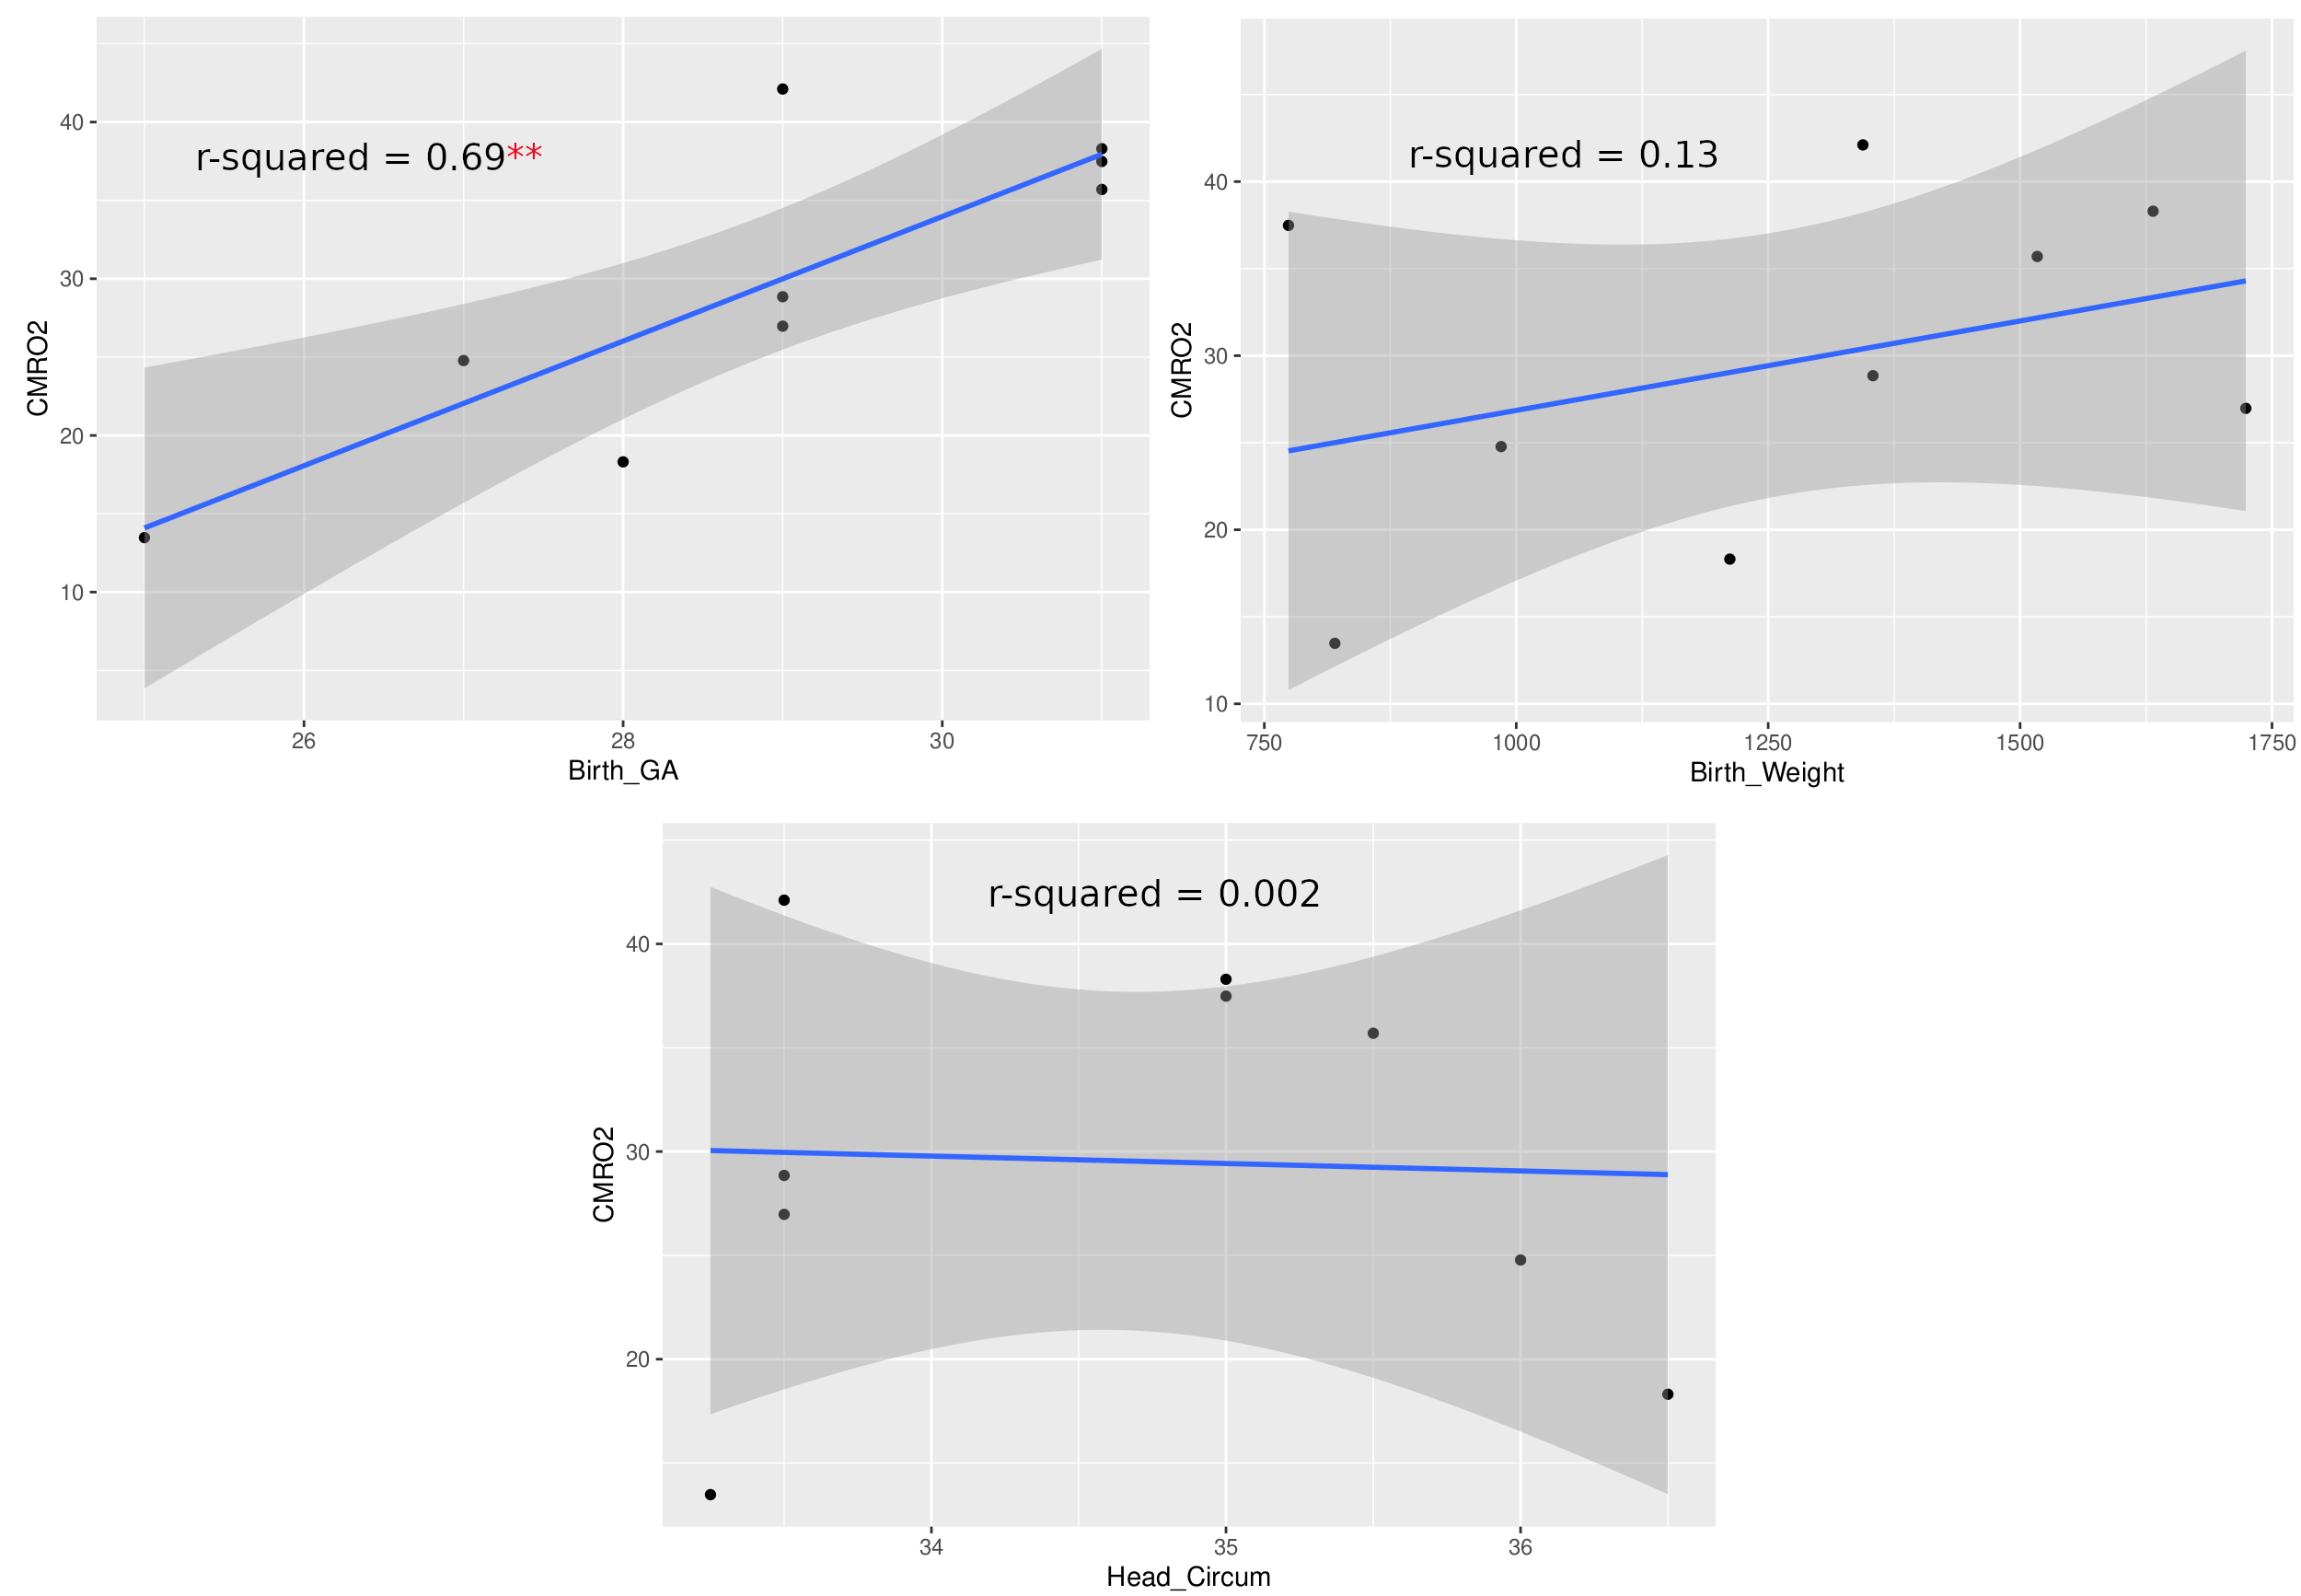 40
30
20
10
CMRO2
r-squared = 0.69**
26 28 30
Birth_GA
40
30
20
10
CMRO2
r-squared = 0.13
750 1000 1250 1500 1750
Birth_Weight
40
30
20
CMRO2
r-squared = 0.002
34 35 36
Head_Circum